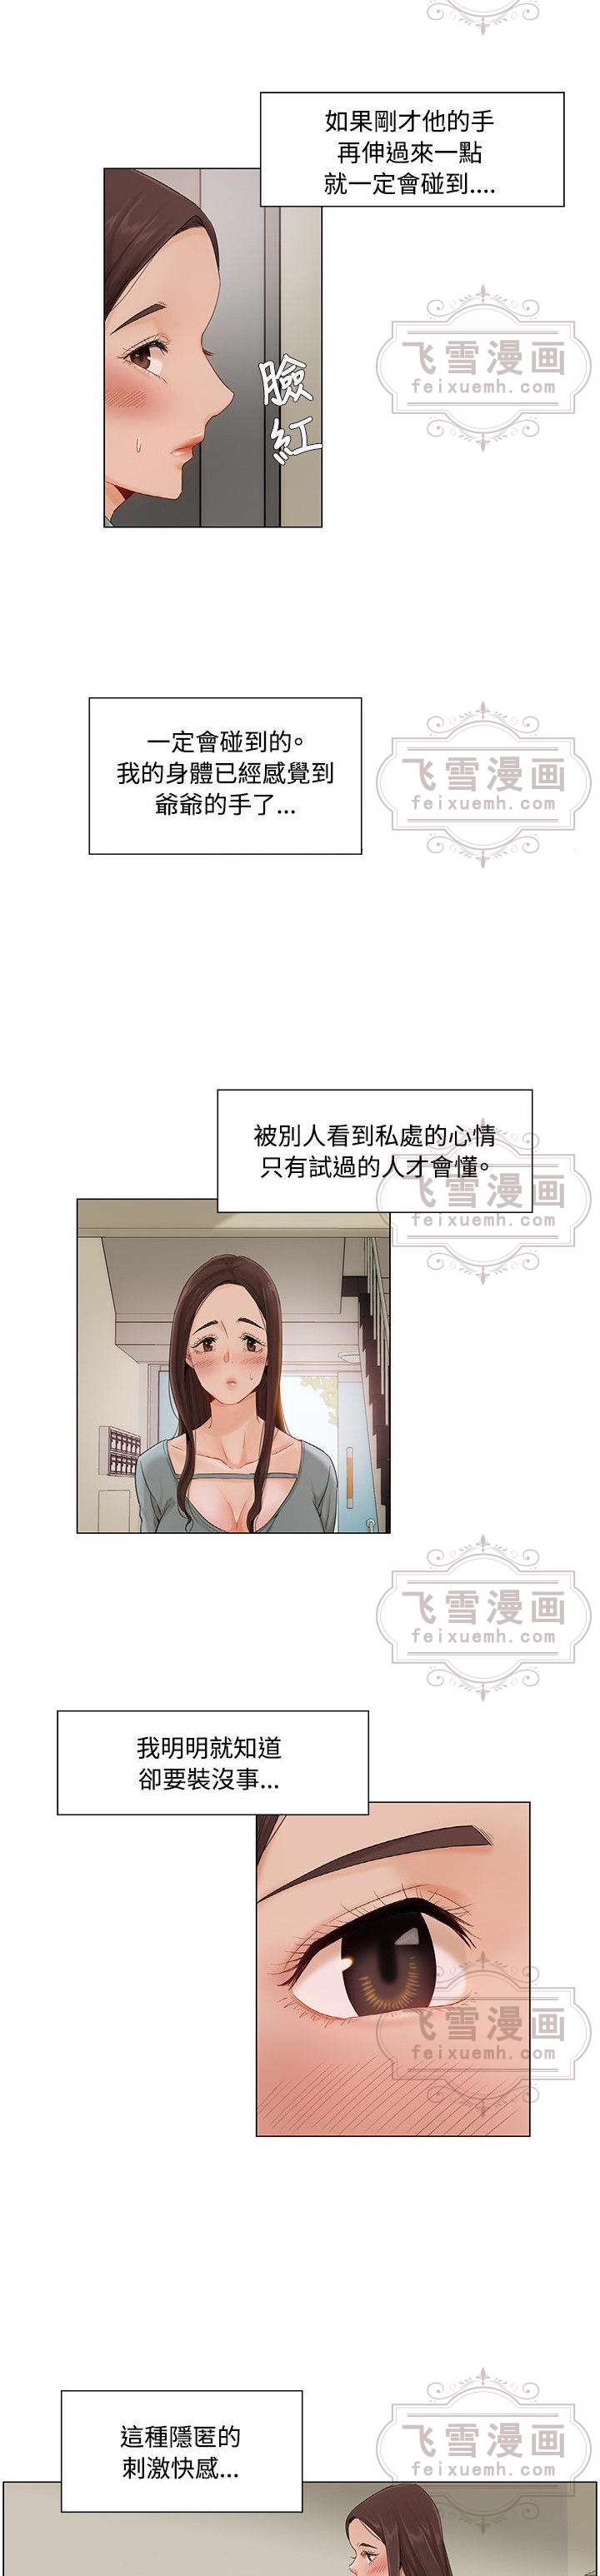 如果剛才他的手
再伸過來一點
就一定會碰到....
飞雪漫画
feixuemh.com
臉
紅
一定會碰到的。
我的身體已經感覺到
爺爺的手了...
飞雪漫画
feixuemh.com
被別人看到私處的心情
只有試過的人才會懂。
飞雪漫画
feixuemh.com
飞雪漫画
feixuemh.com
我明明就知道
卻要裝沒事...
飞雪漫画
feixuemh.com
這種隱匿的
刺激快感...
飞雪漫画
feixuemh.com